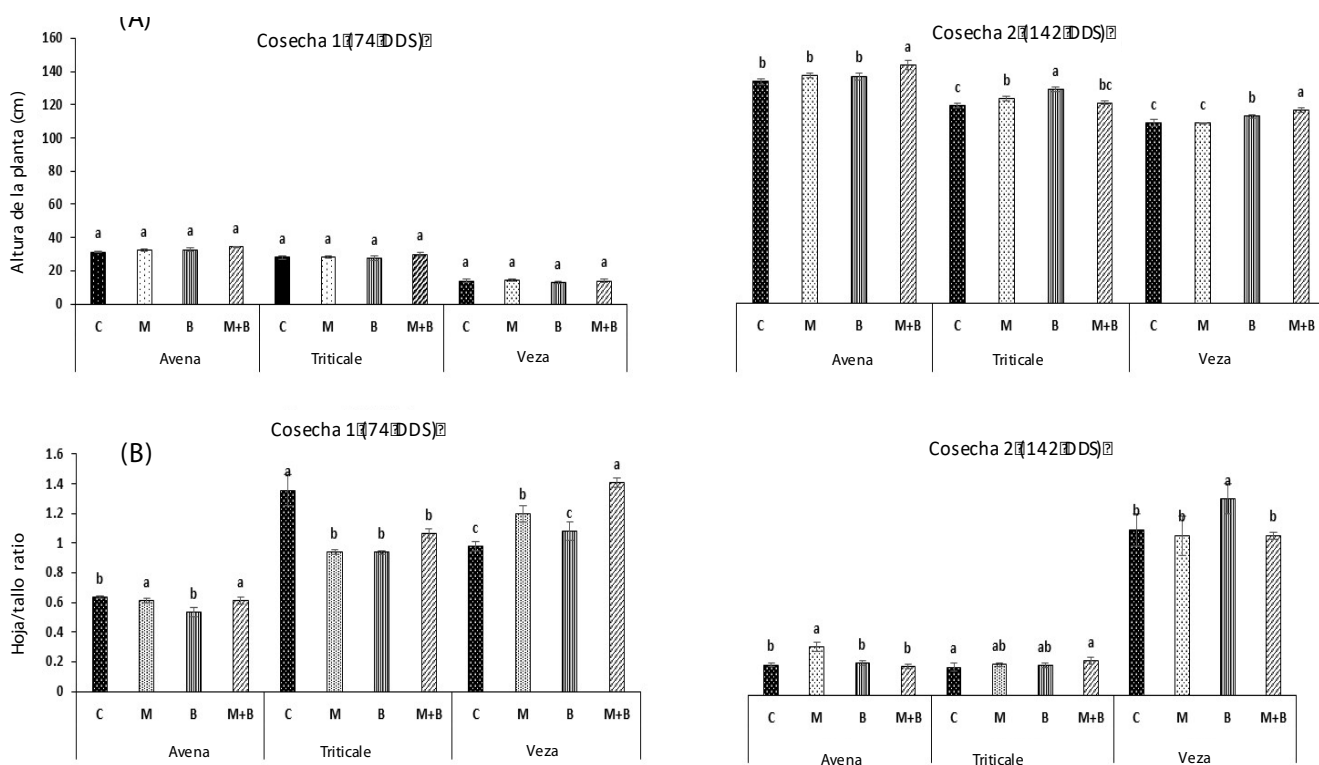 (A)
Cosecha 1 (74 DDS)
Altura de la planta (cm)
160
140
120
100
80
60
40
20
0
a a a a a a a a a a a a
C M B M+B C M B M+B C M B M+B
Avena Triticale Veza
Cosecha 2 (142 DDS)
b b b a c b a bc c c b a
C M B M+B C M B M+B C M B M+B
Avena Triticale Veza
(B)
Cosecha 1 (74 DDS)
Hoja/tallo ratio
1.6
1.4
1.2
1
0.8
0.6
0.4
0.2
0
b a b a a b b b c b c a
C M B M+B C M B M+B C M B M+B
Avena Triticale Veza
Cosecha 2 (142 DDS)
b a b b a ab ab a b b a b
C M B M+B C M B M+B C M B M+B
Avena Triticale Veza